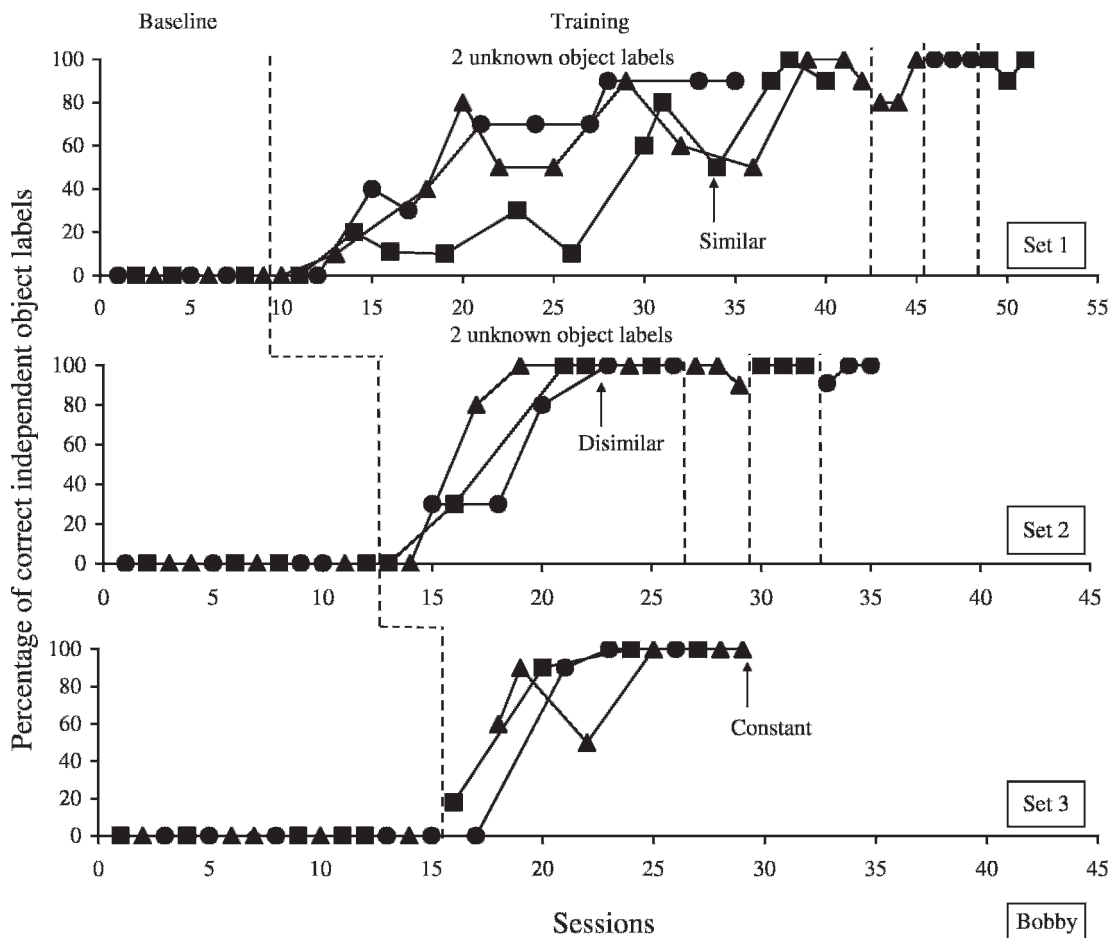 Baseline Training
2 unknown object labels
100
80
60
40
20
0
Similar
Set 1
0 5 10 15 20 25 30 35 40 45 50 55
2 unknown object labels
100
80
60
40
20
0
Disimilar
Set 2
0 5 10 15 20 25 30 35 40 45
100
80
60
40
20
0
Constant
Set 3
0 5 10 15 20 25 30 35 40 45
Percentage of correct independent object labels
Sessions
Bobby